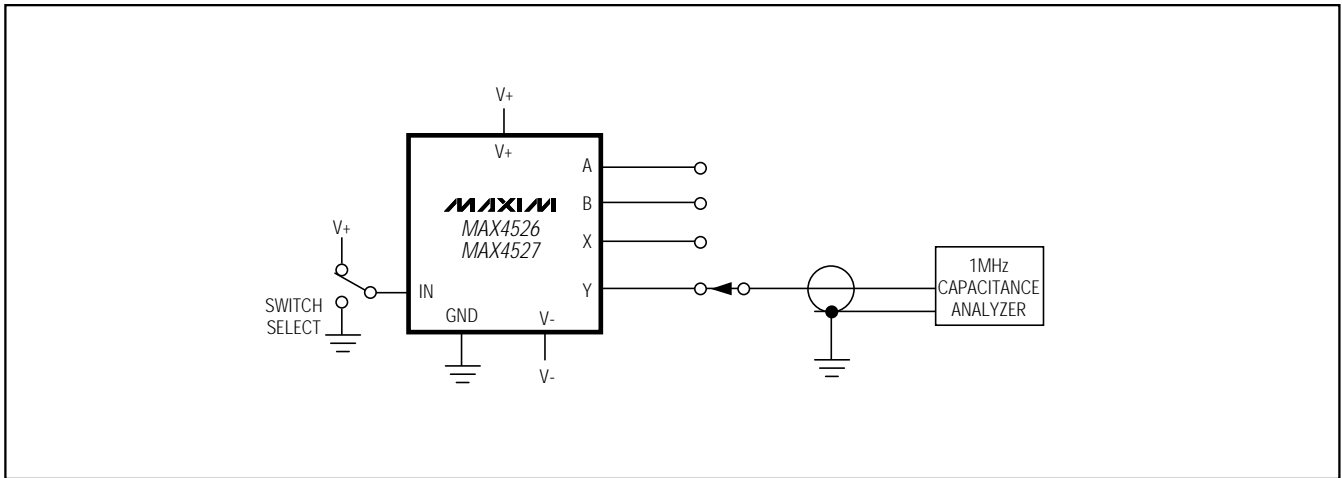 V+
V+
A
MAXIM
B
MAX4526
V+
X
MAX4527
1MHz
CAPACITANCE
ANALYZER
IN
Y
SWITCH
SELECT
GND
V-
V-